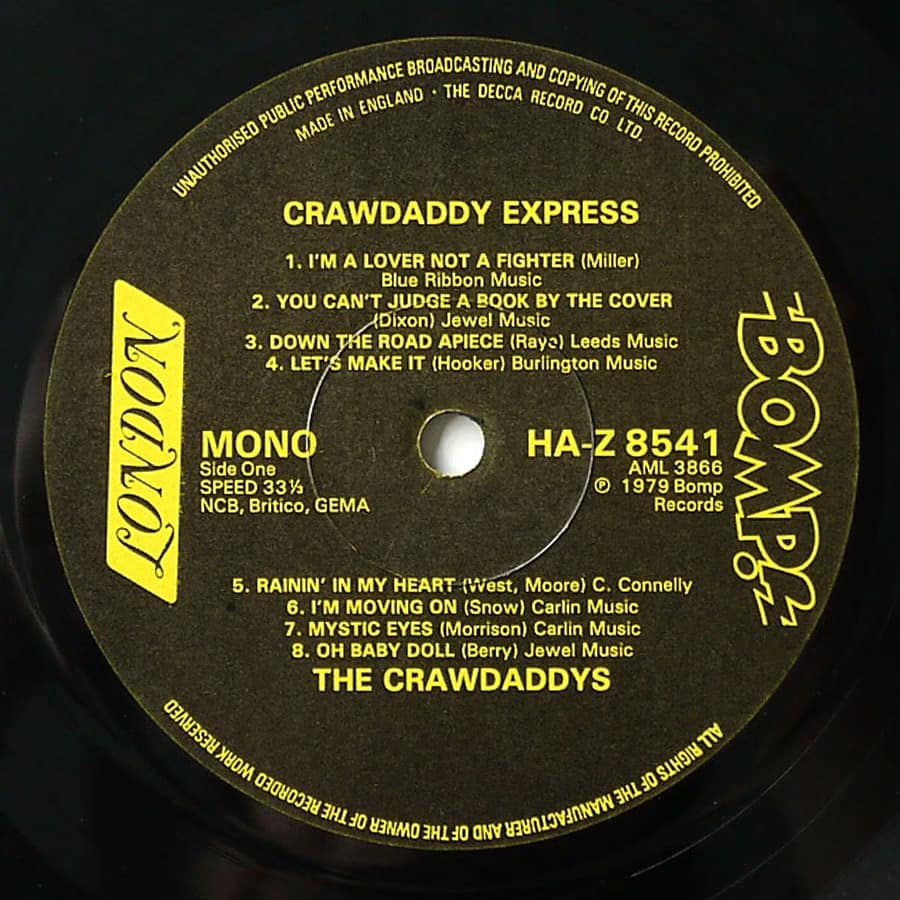 UNAUTHORISED PUBLIC PERFORMANCE BROADCASTING AND COPYING OF THIS RECORD PROHIBITED
MADE IN ENGLAND · THE DECCA RECORD CO LTD.
CRAWDADDY EXPRESS
1. I'M A LOVER NOT A FIGHTER (Miller)
Blue Ribbon Music
2. YOU CAN'T JUDGE A BOOK BY THE COVER
(Dixon) Jewel Music
3. DOWN THE ROAD APIECE (Raye) Leeds Music
4. LET'S MAKE IT (Hooker) Burlington Music
LONDON
MONO
Side One
SPEED 33⅓
NCB, Britico, GEMA
HA-Z 8541
AML 3866
℗ 1979 Bomp
Records
BOMP!
5. RAININ' IN MY HEART (West, Moore) C. Connelly
6. I'M MOVING ON (Snow) Carlin Music
7. MYSTIC EYES (Morrison) Carlin Music
8. OH BABY DOLL (Berry) Jewel Music
THE CRAWDADDYS
ALL RIGHTS OF THE MANUFACTURER AND OF THE OWNER OF THE RECORDED WORK RESERVED